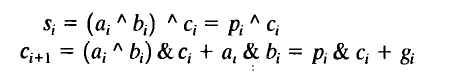 sᵢ = (aᵢ ^ bᵢ) ^ cᵢ = pᵢ ^ cᵢ
cᵢ₊₁ = (aᵢ ^ bᵢ) & cᵢ + aᵢ & bᵢ = pᵢ & cᵢ + gᵢ